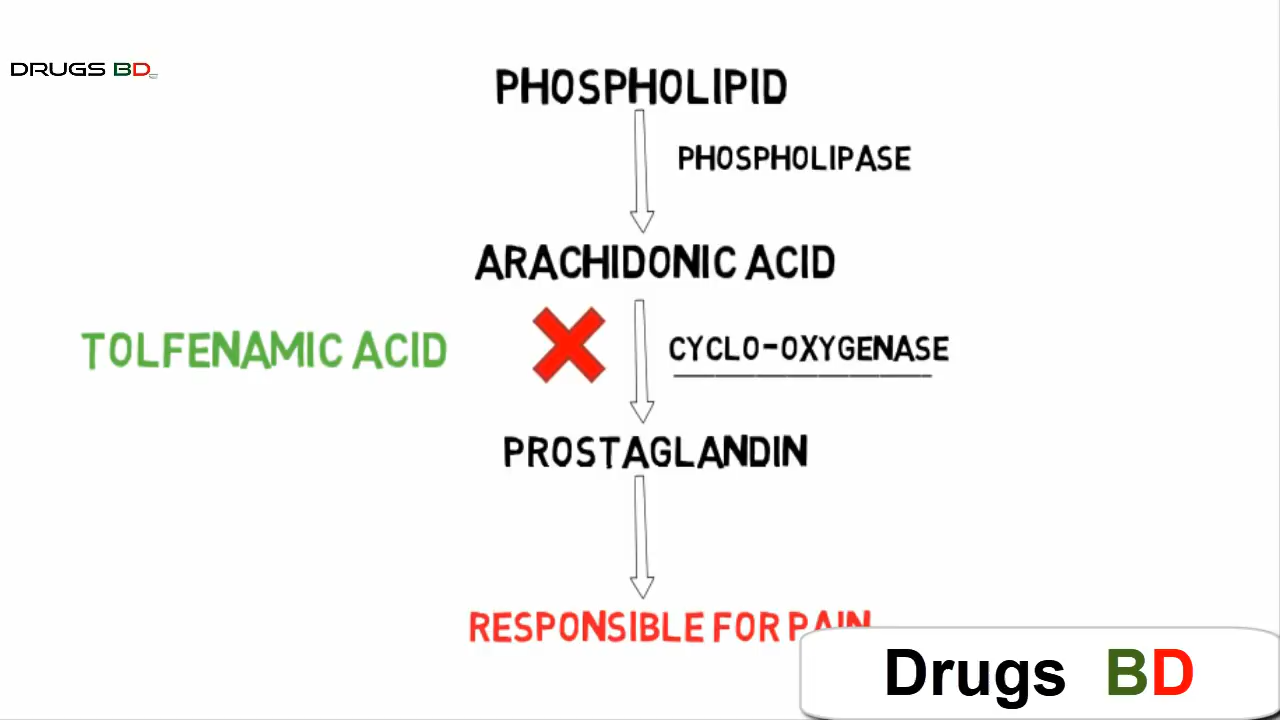 DRUGS BD
PHOSPHOLIPID
PHOSPHOLIPASE
ARACHIDONIC ACID
TOLFENAMIC ACID
CYCLO-OXYGENASE
PROSTAGLANDIN
RESPONSIBLE FOR PAIN
Drugs BD